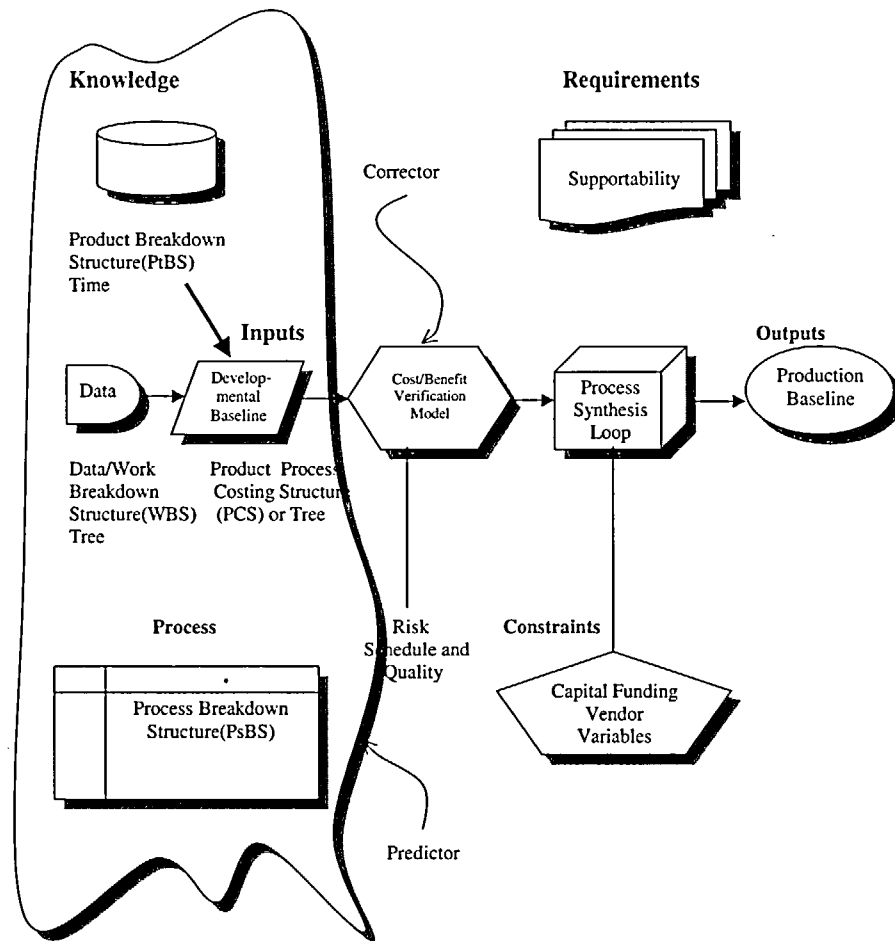 Knowledge
Requirements
Corrector
Supportability
Product Breakdown
Structure(PtBS)
Time
Inputs
Outputs
Data
Develop-
mental
Baseline
Cost/Benefit
Verification
Model
Process
Synthesis
Loop
Production
Baseline
Data/Work
Breakdown
Structure(WBS)
Tree
Product Process
Costing Structure
(PCS) or Tree
Process
Risk
Schedule and
Quality
Constraints
Process Breakdown
Structure(PsBS)
Capital Funding
Vendor
Variables
Predictor